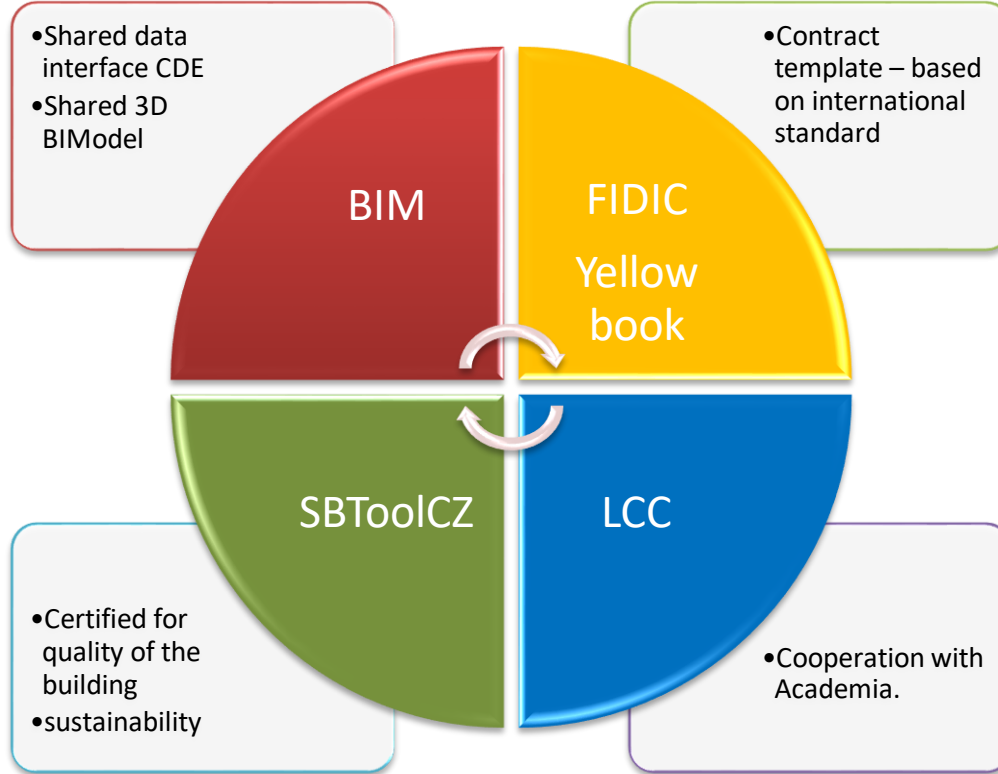 •Shared data
interface CDE
•Shared 3D
BIModel
BIM
FIDIC
Yellow
book
•Contract
template – based
on international
standard
SBToolCZ
LCC
•Certified for
quality of the
building
•sustainability
•Cooperation with
Academia.